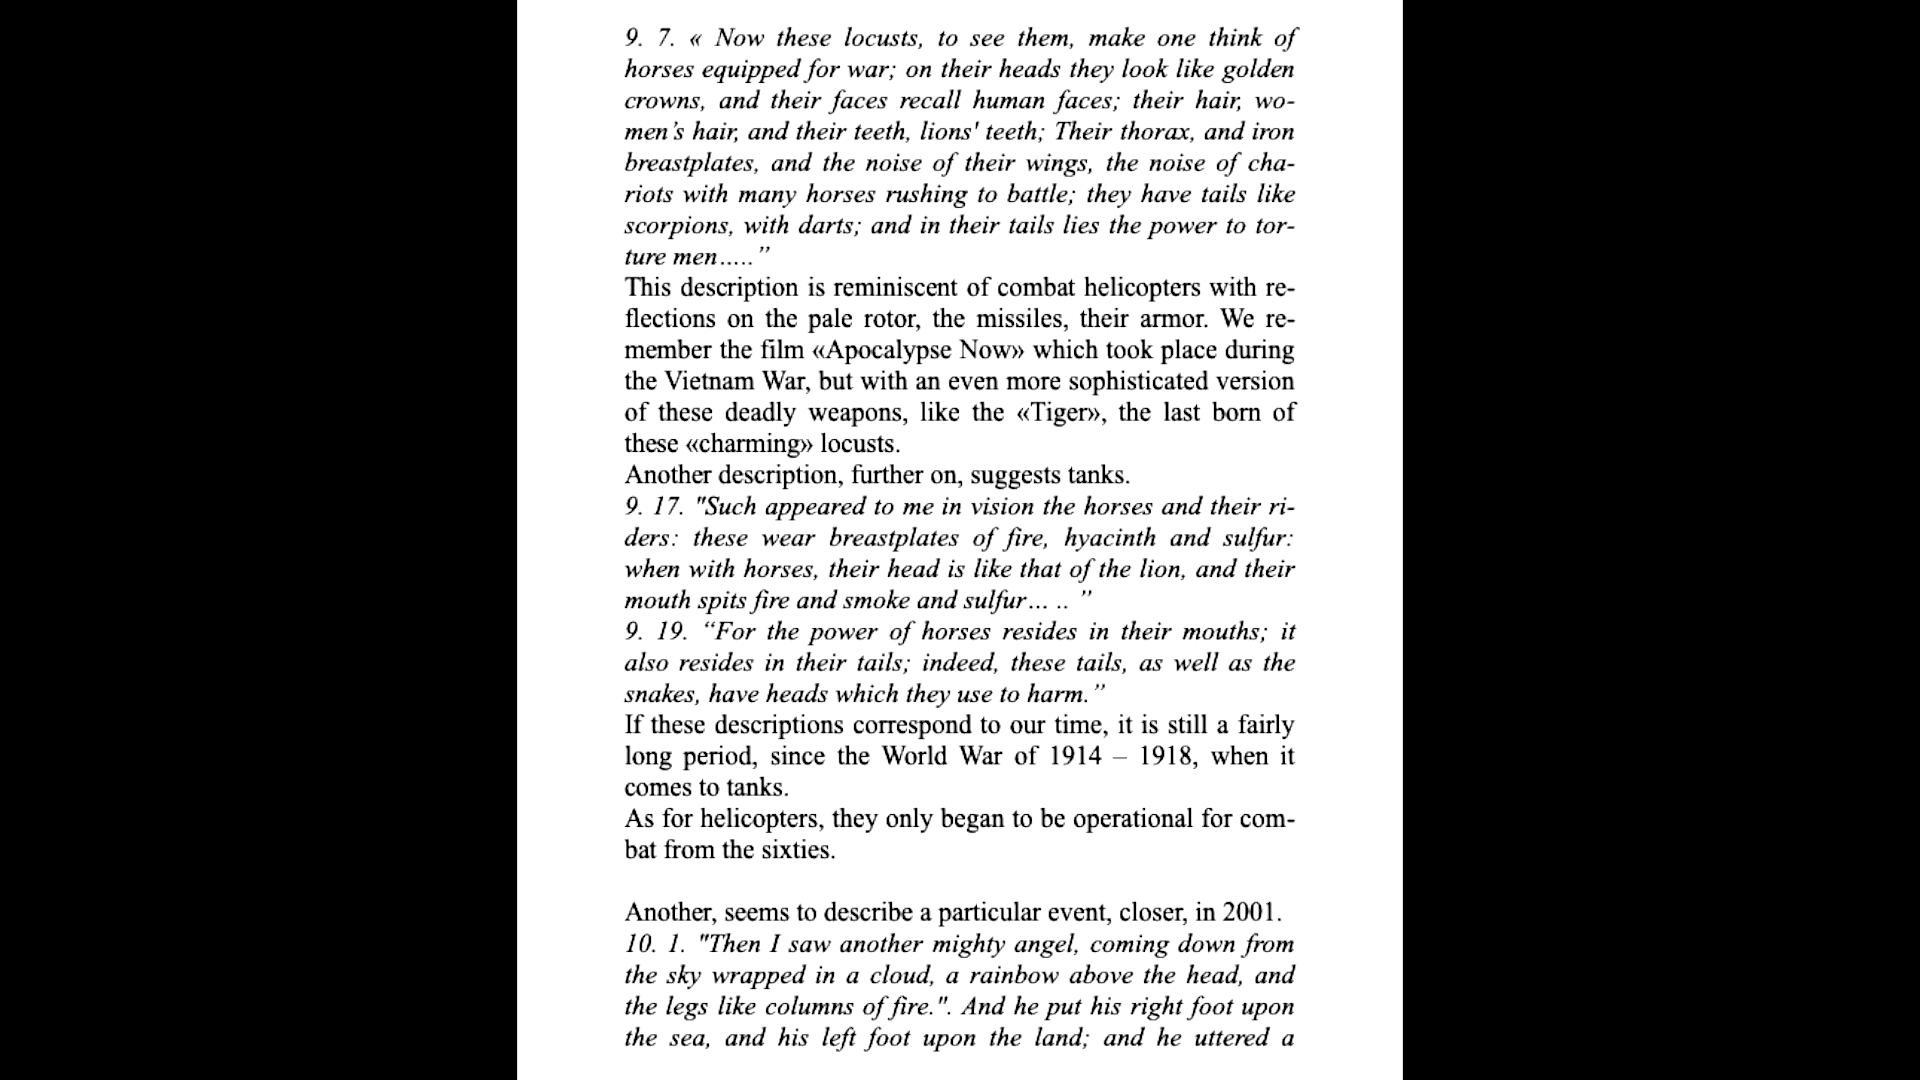 9. 7. « Now these locusts, to see them, make one think of
horses equipped for war; on their heads they look like golden
crowns, and their faces recall human faces; their hair, wo-
men’s hair, and their teeth, lions' teeth; Their thorax, and iron
breastplates, and the noise of their wings, the noise of cha-
riots with many horses rushing to battle; they have tails like
scorpions, with darts; and in their tails lies the power to tor-
ture men..... ”
This description is reminiscent of combat helicopters with re-
flections on the pale rotor, the missiles, their armor. We re-
member the film «Apocalypse Now» which took place during
the Vietnam War, but with an even more sophisticated version
of these deadly weapons, like the «Tiger», the last born of
these «charming» locusts.
Another description, further on, suggests tanks.
9. 17. "Such appeared to me in vision the horses and their ri-
ders: these wear breastplates of fire, hyacinth and sulfur:
when with horses, their head is like that of the lion, and their
mouth spits fire and smoke and sulfur... .. ”
9. 19. “For the power of horses resides in their mouths; it
also resides in their tails; indeed, these tails, as well as the
snakes, have heads which they use to harm.”
If these descriptions correspond to our time, it is still a fairly
long period, since the World War of 1914 – 1918, when it
comes to tanks.
As for helicopters, they only began to be operational for com-
bat from the sixties.
Another, seems to describe a particular event, closer, in 2001.
10. 1. "Then I saw another mighty angel, coming down from
the sky wrapped in a cloud, a rainbow above the head, and
the legs like columns of fire.". And he put his right foot upon
the sea, and his left foot upon the land; and he uttered a